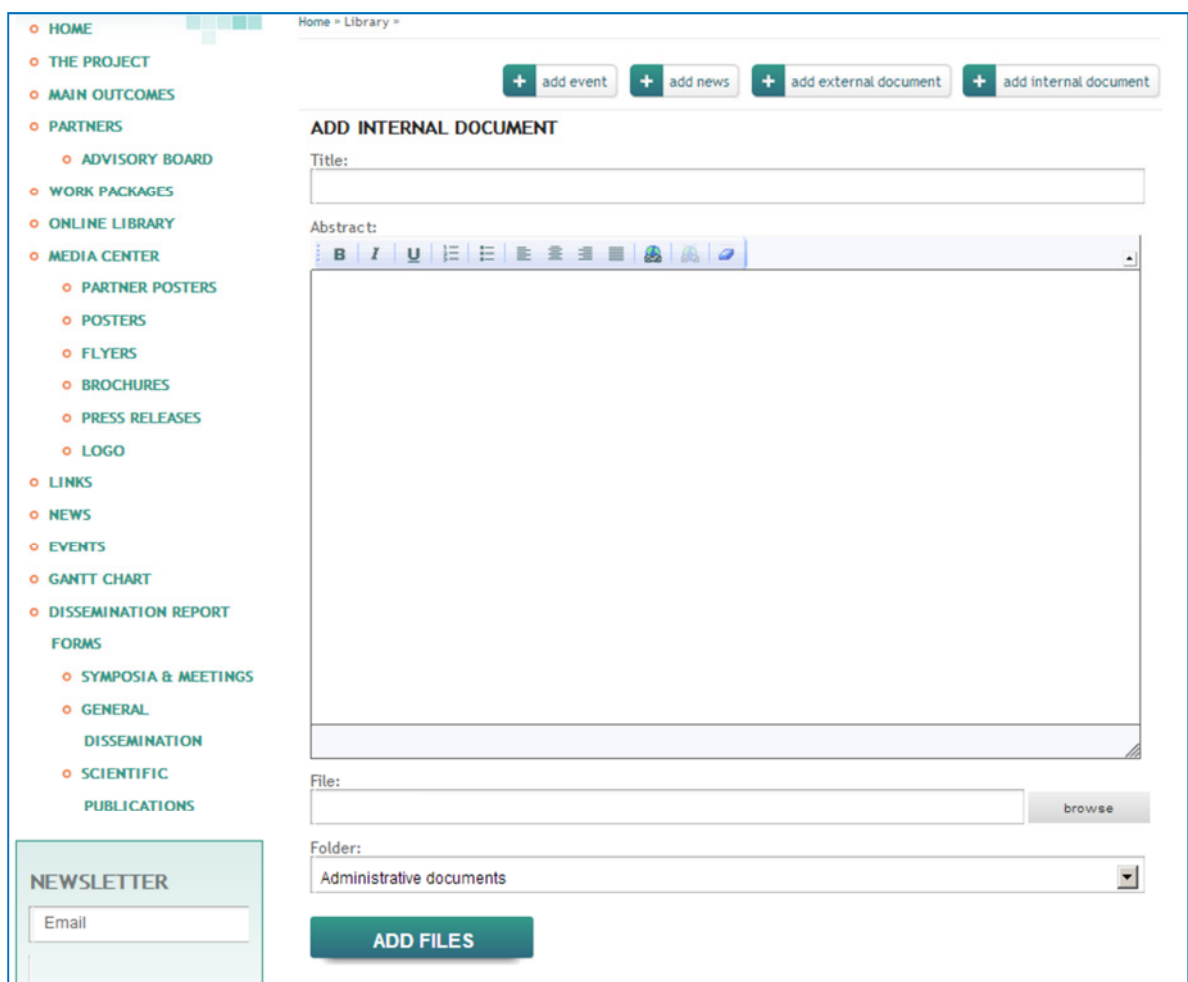 HOME
THE PROJECT
MAIN OUTCOMES
PARTNERS
ADVISORY BOARD
WORK PACKAGES
ONLINE LIBRARY
MEDIA CENTER
PARTNER POSTERS
POSTERS
FLYERS
BROCHURES
PRESS RELEASES
LOGO
LINKS
NEWS
EVENTS
GANTT CHART
DISSEMINATION REPORT
FORMS
SYMPOSIA & MEETINGS
GENERAL
DISSEMINATION
SCIENTIFIC
PUBLICATIONS
NEWSLETTER
Email
Home » Library »
+ add event + add news + add external document + add internal document
ADD INTERNAL DOCUMENT
Title:
Abstract:
B I U
File:
browse
Folder:
Administrative documents
ADD FILES